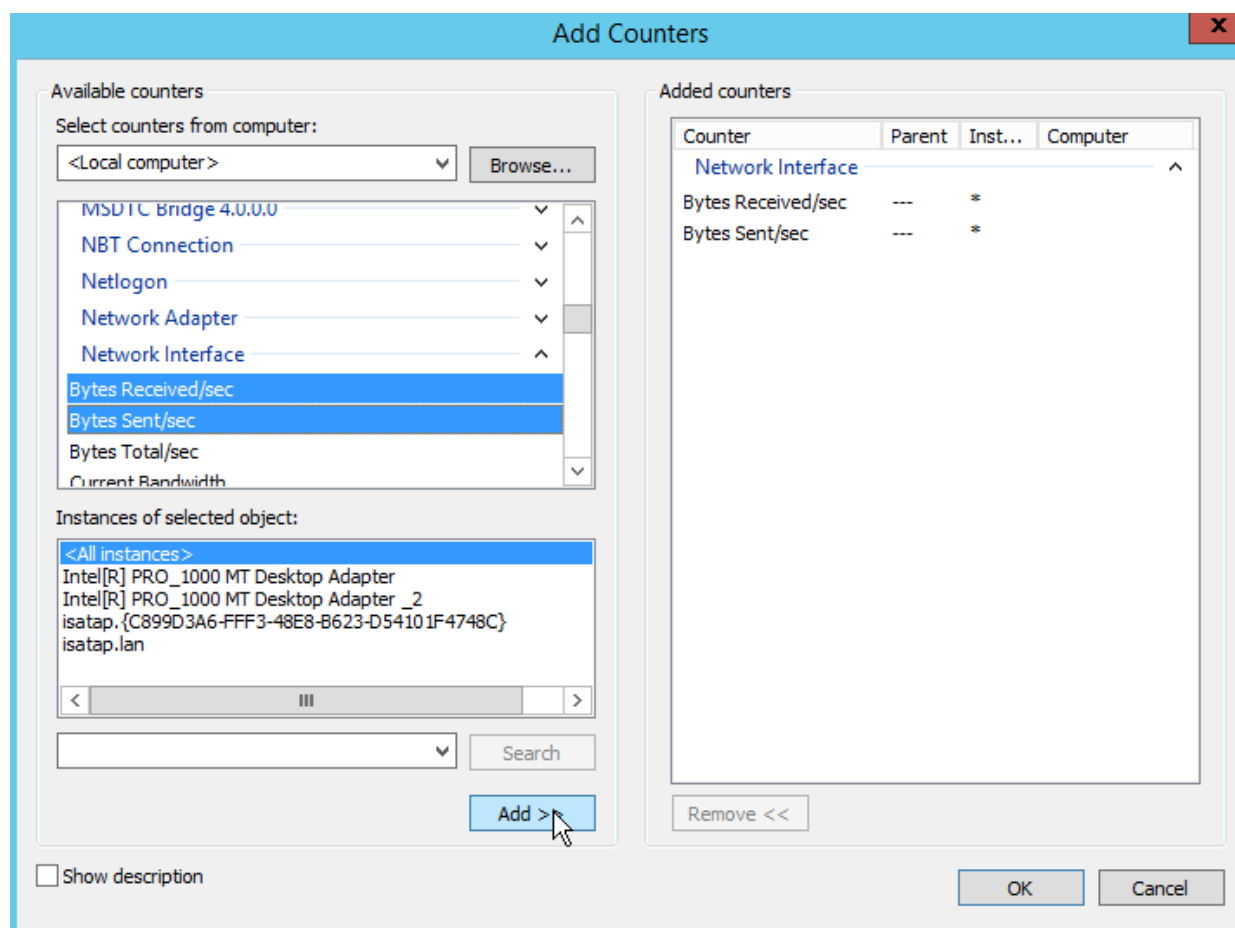 Add Counters
x
Available counters
Select counters from computer:
<Local computer>
Browse...
MSDTC Bridge 4.0.0.0
NBT Connection
Netlogon
Network Adapter
Network Interface
Bytes Received/sec
Bytes Sent/sec
Bytes Total/sec
Current Bandwidth
Instances of selected object:
<All instances>
Intel[R] PRO_1000 MT Desktop Adapter
Intel[R] PRO_1000 MT Desktop Adapter _2
isatap.{C899D3A6-FFF3-48E8-B623-D54101F4748C}
isatap.lan
Search
Add >>
Show description
Added counters
Counter Parent Inst... Computer
Network Interface
Bytes Received/sec --- *
Bytes Sent/sec --- *
Remove <<
OK
Cancel